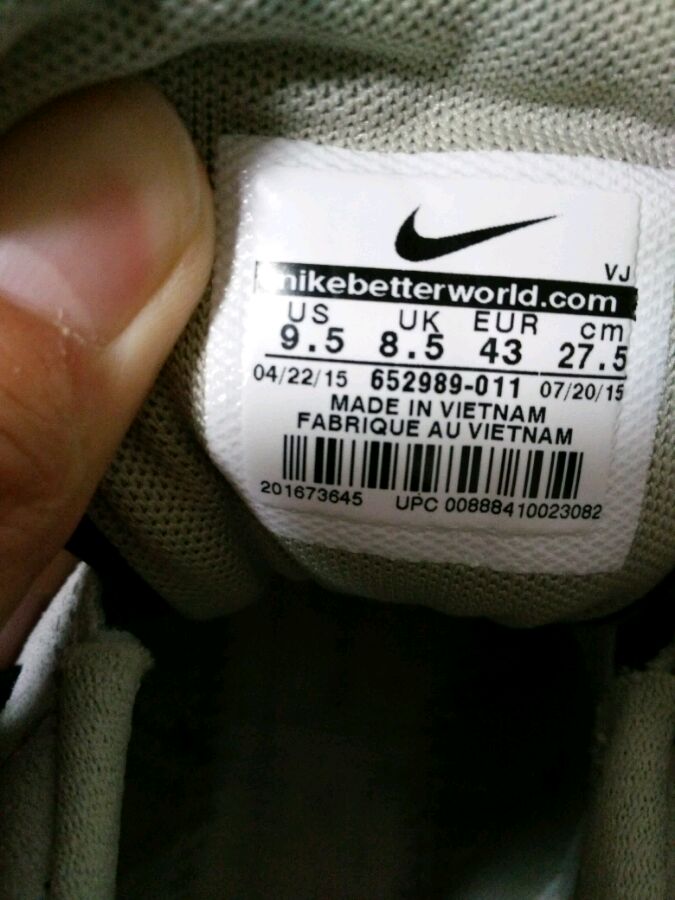 VJ
nikebetterworld.com
US UK EUR cm
9.5 8.5 43 27.5
04/22/15 652989-011 07/20/15
MADE IN VIETNAM
FABRIQUE AU VIETNAM
201673645 UPC 00888410023082